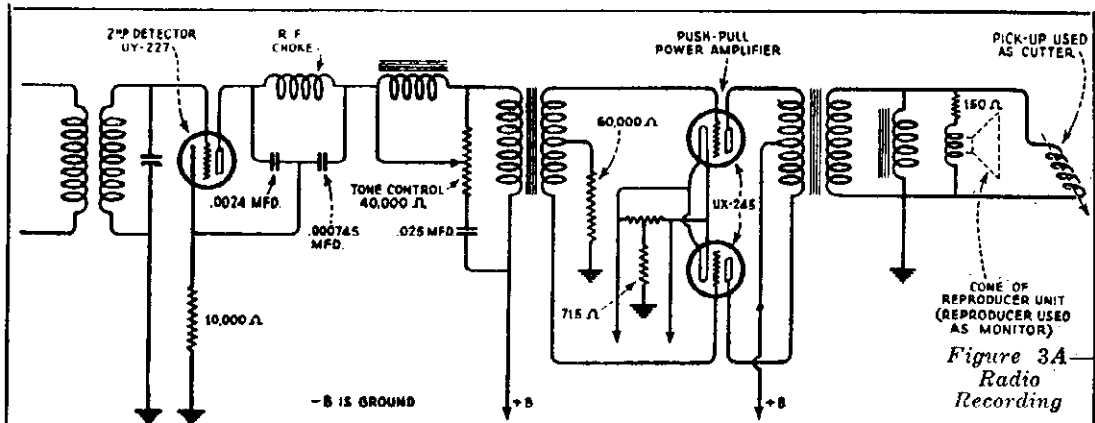 2ND DETECTOR
UY-227
R F
CHOKE
.0024 MFD.
.000745
MFD.
10,000 Ω
TONE CONTROL
40,000 Ω
.025 MFD
-B IS GROUND
+B
60,000 Ω
715 Ω
PUSH-PULL
POWER AMPLIFIER
UX-245
+B
150 Ω
PICK-UP USED
AS CUTTER
CONE OF
REPRODUCER UNIT
(REPRODUCER USED
AS MONITOR)
Figure 3A
Radio
Recording